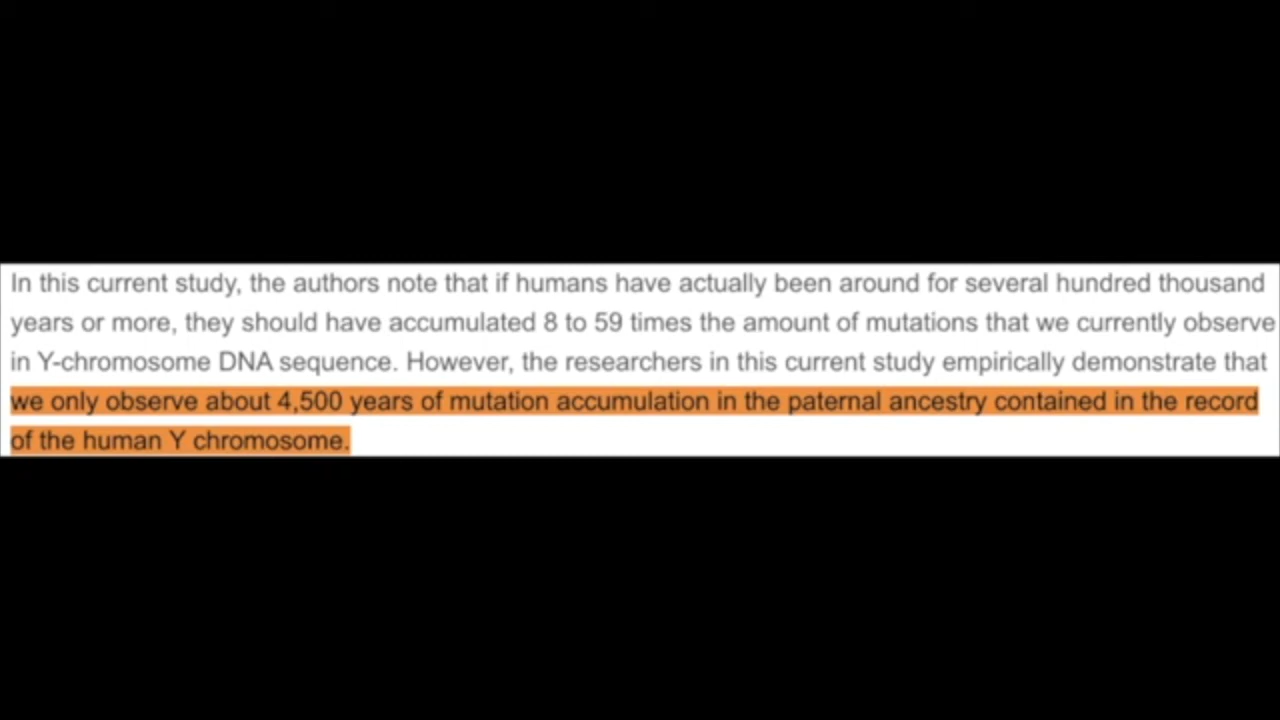 In this current study, the authors note that if humans have actually been around for several hundred thousand
years or more, they should have accumulated 8 to 59 times the amount of mutations that we currently observe
in Y-chromosome DNA sequence. However, the researchers in this current study empirically demonstrate that
we only observe about 4,500 years of mutation accumulation in the paternal ancestry contained in the record
of the human Y chromosome.